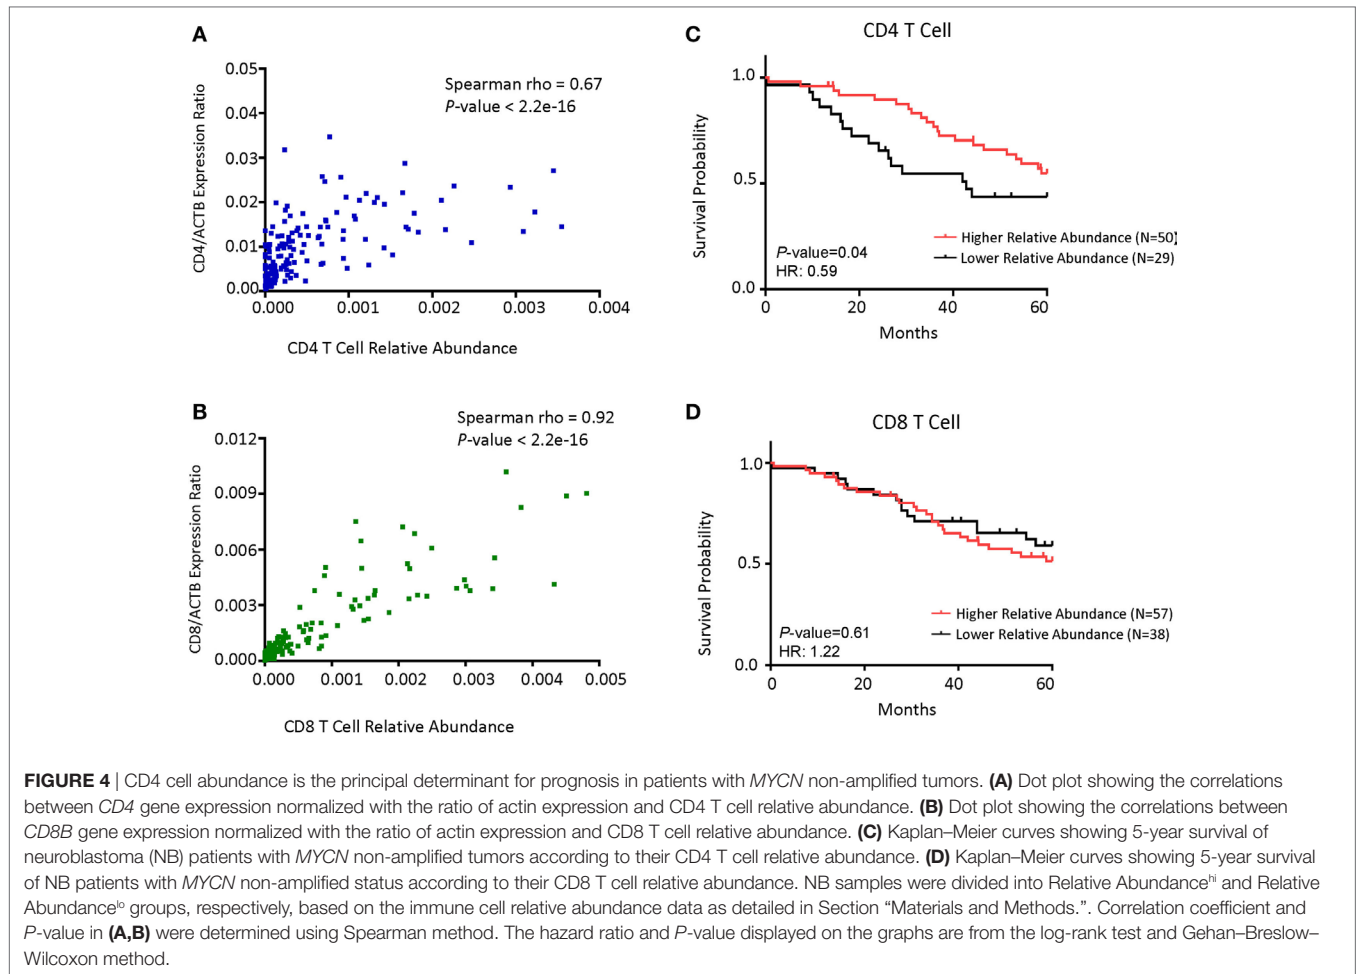 A
Spearman rho = 0.67
P-value < 2.2e-16
0.05
0.04
0.03
0.02
0.01
0.00
CD4/ACTB Expression Ratio
0.000
0.001
0.002
0.003
0.004
CD4 T Cell Relative Abundance
C
CD4 T Cell
1.0
0.5
0.0
Survival Probability
P-value=0.04
HR: 0.59
Higher Relative Abundance (N=50)
Lower Relative Abundance (N=29)
0
20
40
60
Months
B
Spearman rho = 0.92
P-value < 2.2e-16
0.012
0.009
0.006
0.003
0.000
CD8/ACTB Expression Ratio
0.000
0.001
0.002
0.003
0.004
0.005
CD8 T Cell Relative Abundance
D
CD8 T Cell
1.0
0.5
0.0
Survival Probability
P-value=0.61
HR: 1.22
Higher Relative Abundance (N=57)
Lower Relative Abundance (N=38)
0
20
40
60
Months
FIGURE 4 | CD4 cell abundance is the principal determinant for prognosis in patients with MYCN non-amplified tumors. (A) Dot plot showing the correlations
between CD4 gene expression normalized with the ratio of actin expression and CD4 T cell relative abundance. (B) Dot plot showing the correlations between
CD8B gene expression normalized with the ratio of actin expression and CD8 T cell relative abundance. (C) Kaplan–Meier curves showing 5-year survival of
neuroblastoma (NB) patients with MYCN non-amplified tumors according to their CD4 T cell relative abundance. (D) Kaplan–Meier curves showing 5-year survival
of NB patients with MYCN non-amplified status according to their CD8 T cell relative abundance. NB samples were divided into Relative Abundancehi and Relative
Abundancelo groups, respectively, based on the immune cell relative abundance data as detailed in Section “Materials and Methods.”. Correlation coefficient and
P-value in (A,B) were determined using Spearman method. The hazard ratio and P-value displayed on the graphs are from the log-rank test and Gehan–Breslow–
Wilcoxon method.